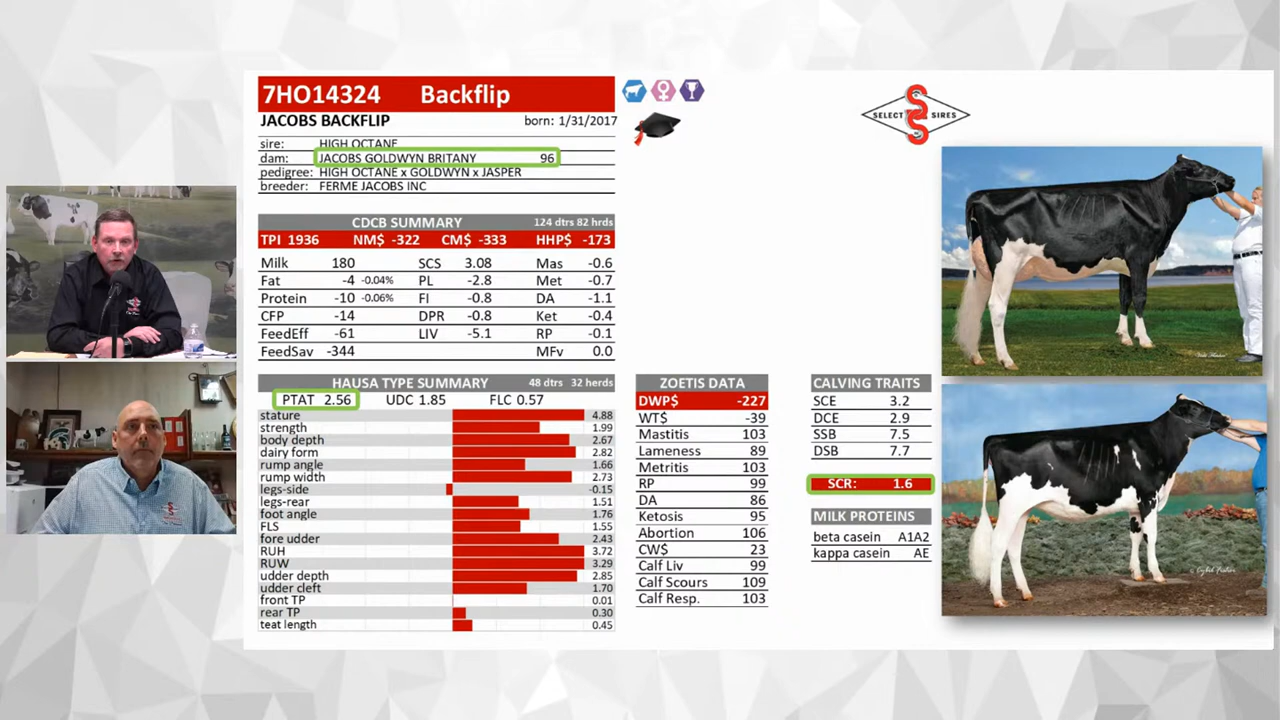 7HO14324 Backflip
JACOBS BACKFLIP born: 1/31/2017
sire: HIGH OCTANE
dam: JACOBS GOLDWYN BRITANY 96
pedigree: HIGH OCTANE x GOLDWYN x JASPER
breeder: FERME JACOBS INC
SELECT SIRES
CDCB SUMMARY 124 dtrs 82 hrds
TPI 1936 NM$ -322 CM$ -333 HHP$ -173
Milk 180 SCS 3.08 Mas -0.6
Fat -4 -0.04% PL -2.8 Met -0.7
Protein -10 -0.06% FI -0.8 DA -1.1
CFP -14 DPR -0.8 Ket -0.4
FeedEff -61 LIV -5.1 RP -0.1
FeedSav -344 MFv 0.0
HAUSA TYPE SUMMARY 48 dtrs 32 herds
PTAT 2.56 UDC 1.85 FLC 0.57
stature 4.88
strength 1.99
body depth 2.67
dairy form 2.82
rump angle 1.66
rump width 2.73
legs-side -0.15
legs-rear 1.51
foot angle 1.76
FLS 1.55
fore udder 2.43
RUH 3.72
RUW 3.29
udder depth 2.85
udder cleft 1.70
front TP 0.01
rear TP 0.30
teat length 0.45
ZOETIS DATA
DWP$ -227
WT$ -39
Mastitis 103
Lameness 89
Metritis 103
RP 99
DA 86
Ketosis 95
Abortion 106
CW$ 23
Calf Liv 99
Calf Scours 109
Calf Resp. 103
CALVING TRAITS
SCE 3.2
DCE 2.9
SSB 7.5
DSB 7.7
SCR: 1.6
MILK PROTEINS
beta casein A1A2
kappa casein AE